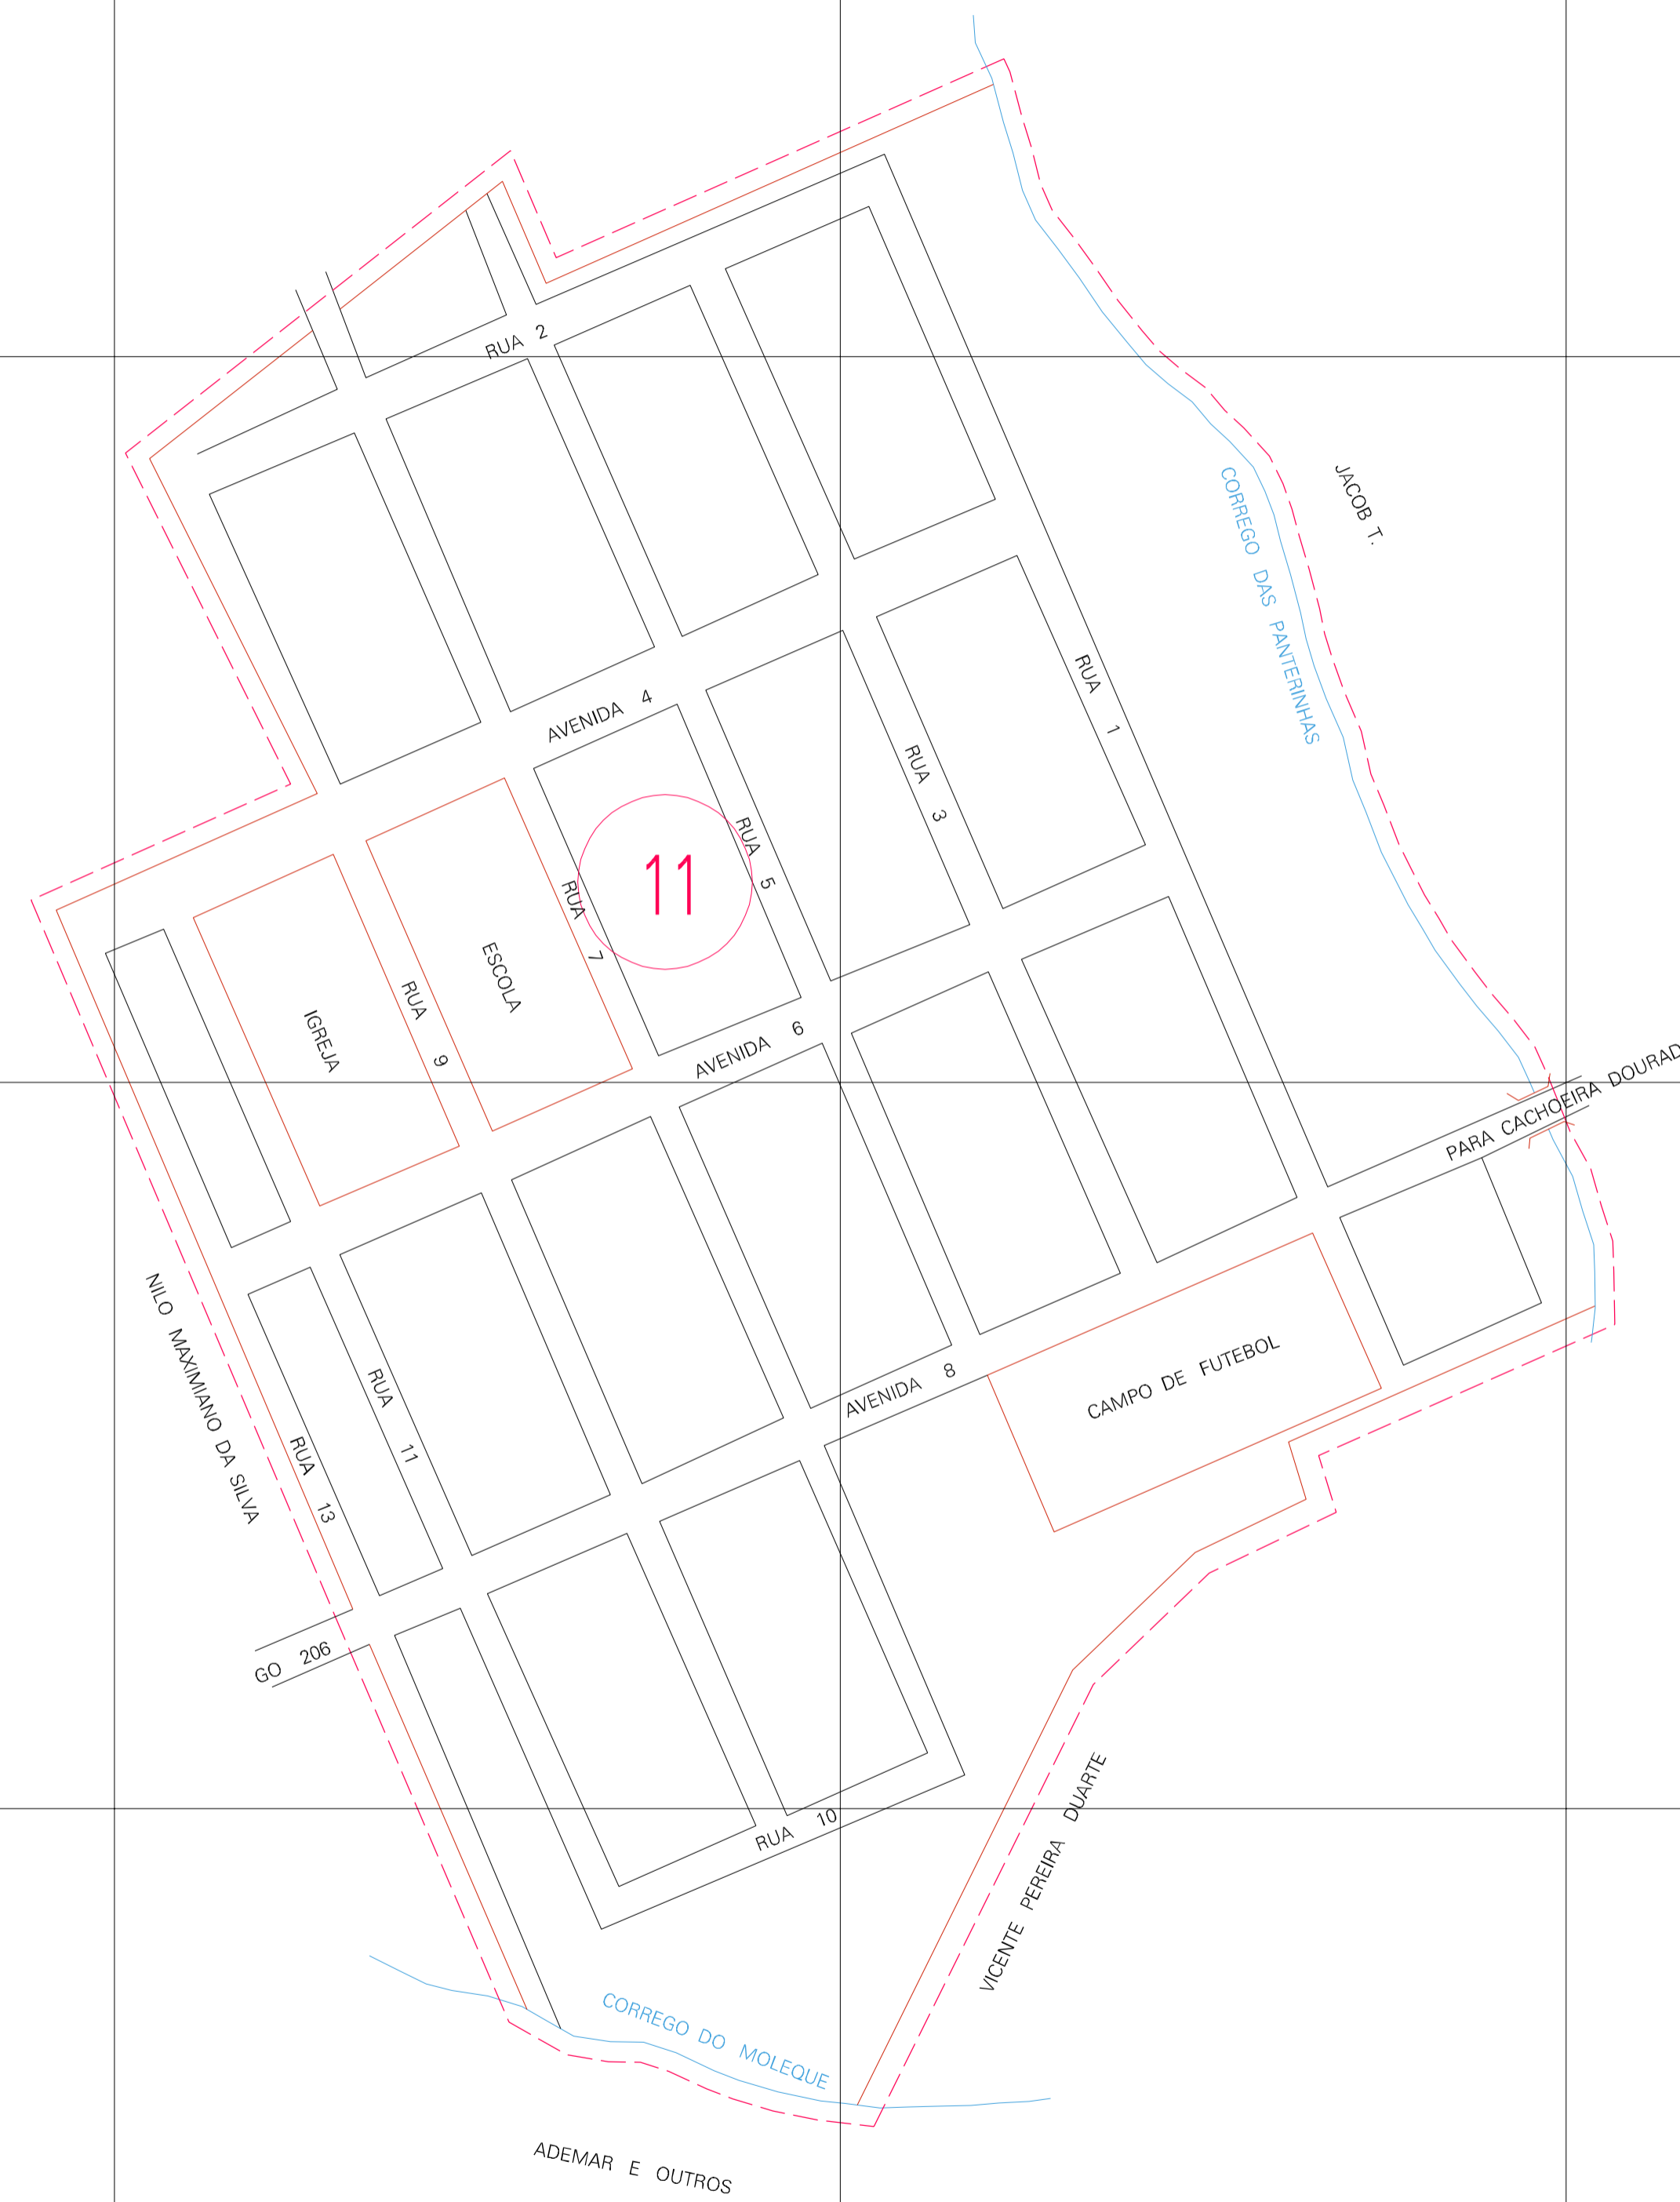 RUA 2
JACOB T.
CORREGO DAS PANTERINHAS
AVENIDA 4
RUA 1
RUA 3
RUA 5
11
RUA 7
ESCOLA
RUA 9
IGREJA
AVENIDA 6
PARA CACHOEIRA DOURAD
NILO MAXIMIANO DA SILVA
CAMPO DE FUTEBOL
AVENIDA 8
RUA 11
RUA 13
GO 206
RUA 10
VICENTE PEREIRA DUARTE
CORREGO DO MOLEQUE
ADEMAR E OUTROS